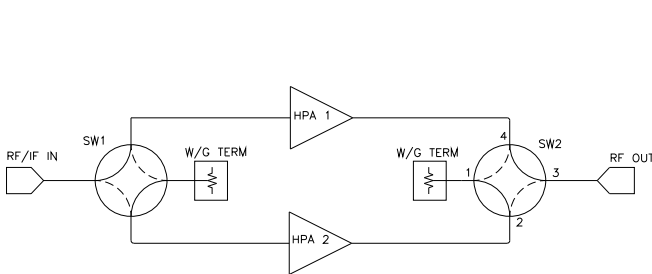 HPA 1
SW1
4
SW2
RF/IF IN
W/G TERM
W/G TERM
RF OUT
1
3
2
HPA 2